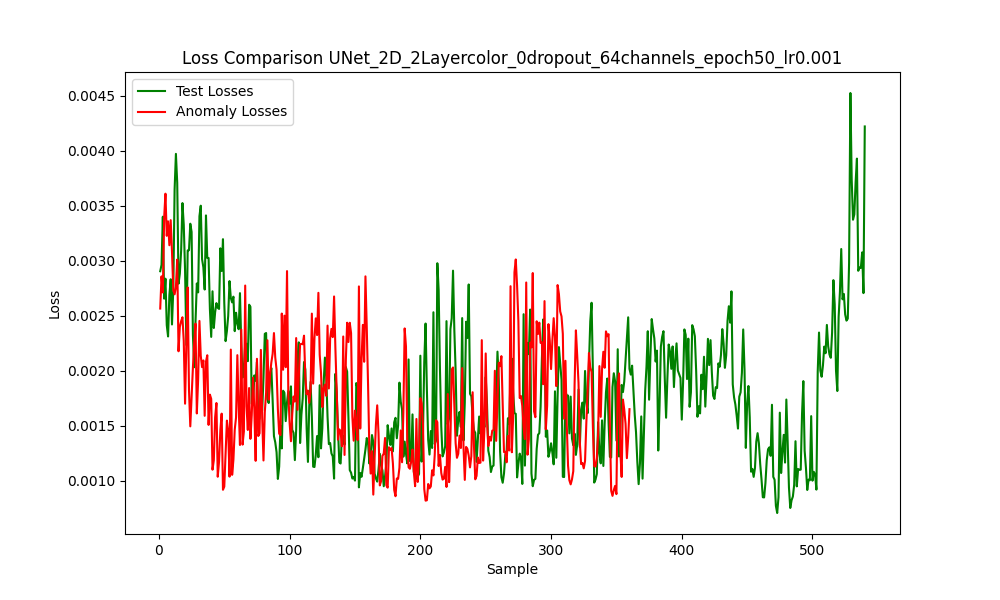 Loss Comparison UNet_2D_2Layercolor_0dropout_64channels_epoch50_lr0.001
Test Losses
Anomaly Losses
0.0045
0.0040
0.0035
0.0030
0.0025
0.0020
0.0015
0.0010
Loss
0 100 200 300 400 500
Sample